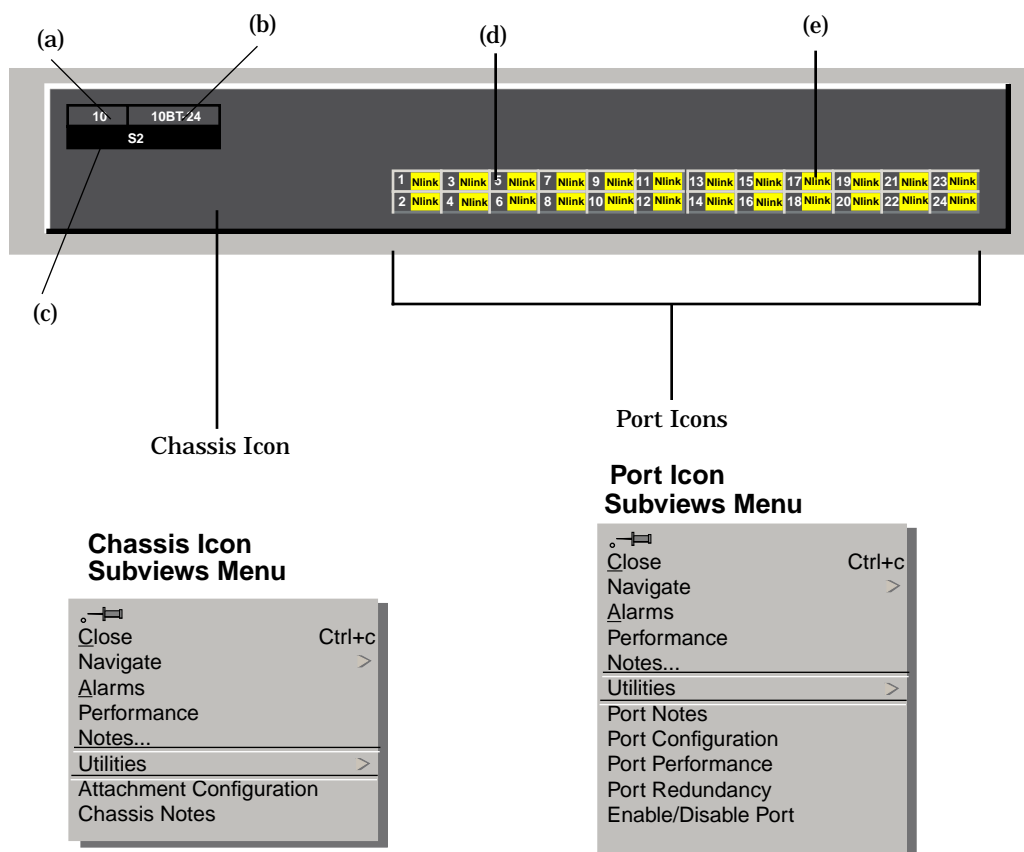 (a) (b) (d) (e)
10 10BT-24
S2
1 Nlink 3 Nlink 5 Nlink 7 Nlink 9 Nlink 11 Nlink 13 Nlink 15 Nlink 17 Nlink 19 Nlink 21 Nlink 23 Nlink
2 Nlink 4 Nlink 6 Nlink 8 Nlink 10 Nlink 12 Nlink 14 Nlink 16 Nlink 18 Nlink 20 Nlink 22 Nlink 24 Nlink
(c)
Chassis Icon
Port Icons
Chassis Icon
Subviews Menu
Close Ctrl+c
Navigate >
Alarms
Performance
Notes...
Utilities >
Attachment Configuration
Chassis Notes
Port Icon
Subviews Menu
Close Ctrl+c
Navigate >
Alarms
Performance
Notes...
Utilities >
Port Notes
Port Configuration
Port Performance
Port Redundancy
Enable/Disable Port